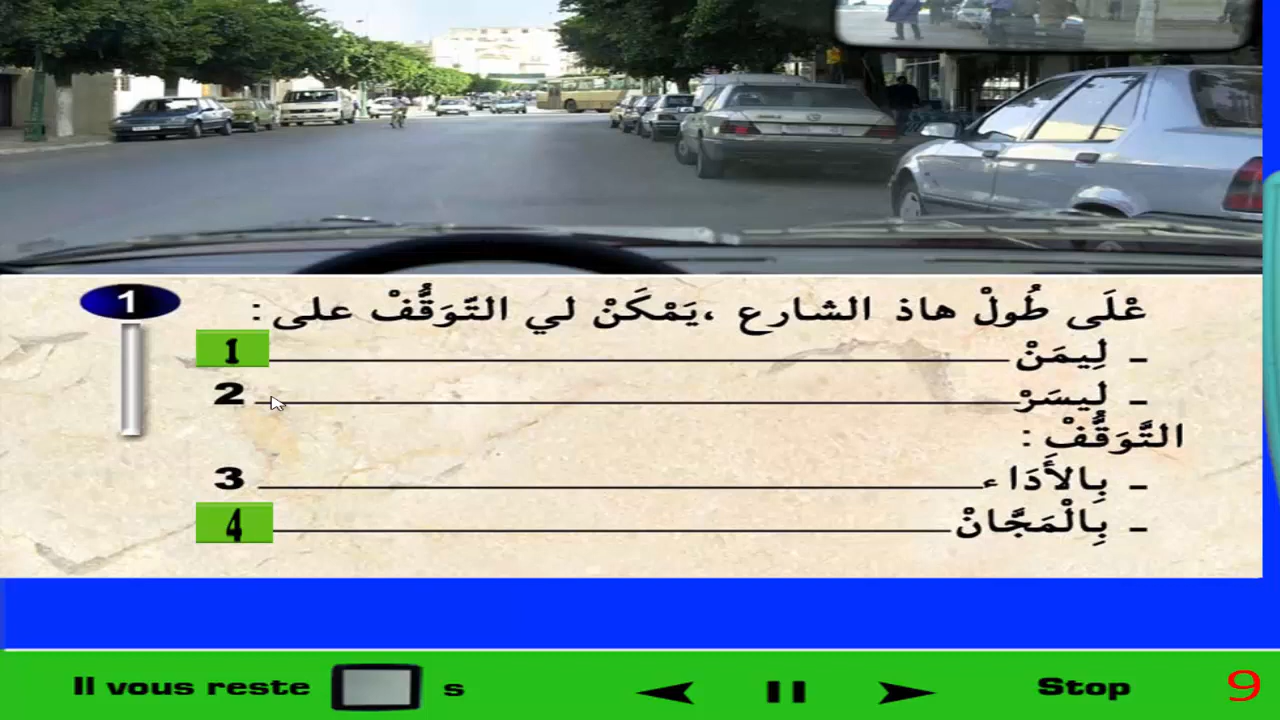 1
عْلَى طُولْ هاذ الشارع ،يَمْكَنْ لي التّوَقُّفْ على :
- لِيمَنْ 1
- لِيسَرْ 2
التَّوَقُّفْ :
- بِالأَدَاء 3
- بِالْمَجَّانْ 4
Il vous reste s Stop 9